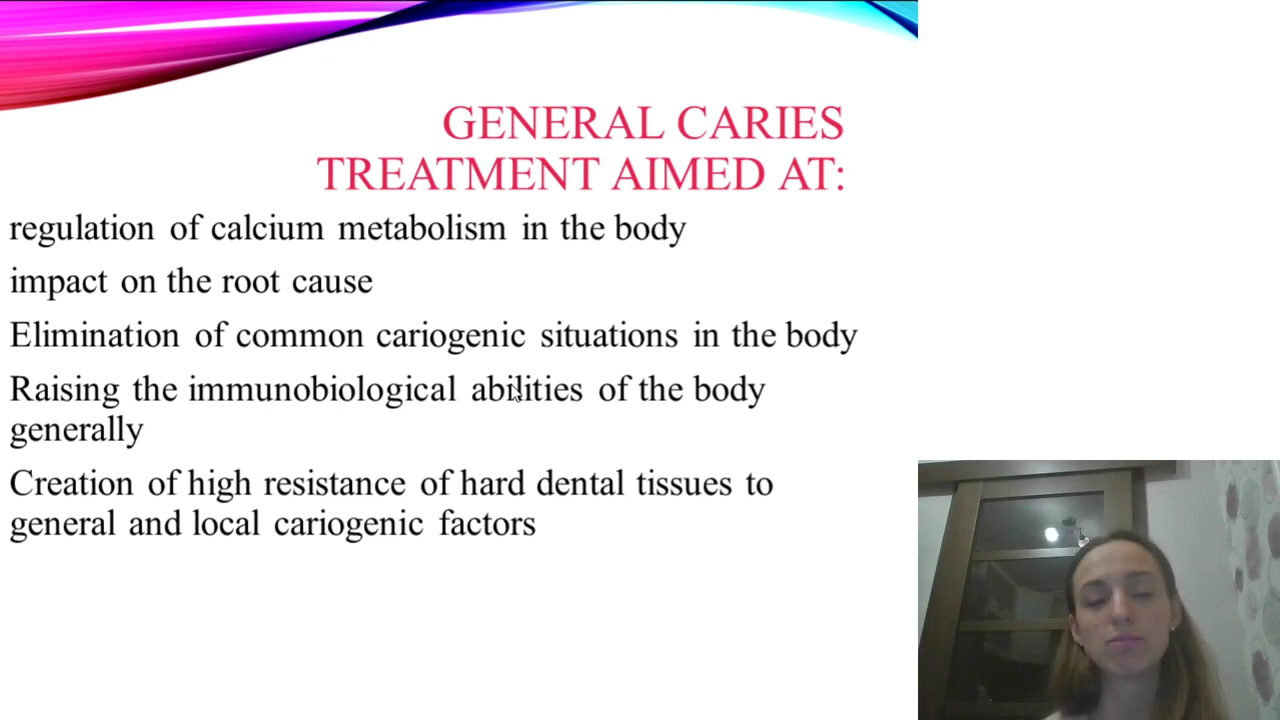 GENERAL CARIES
TREATMENT AIMED AT:
regulation of calcium metabolism in the body
impact on the root cause
Elimination of common cariogenic situations in the body
Raising the immunobiological abilities of the body
generally
Creation of high resistance of hard dental tissues to
general and local cariogenic factors